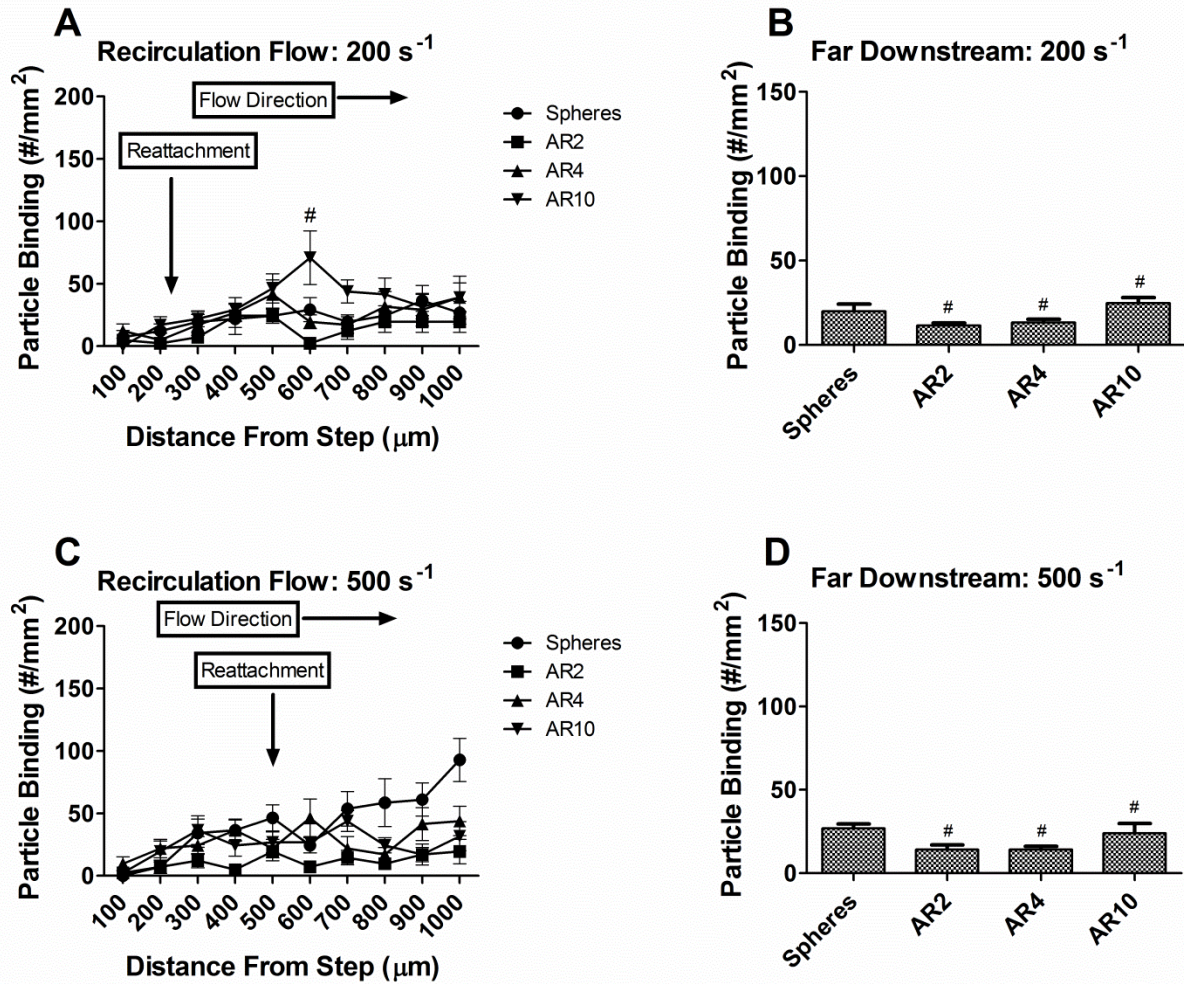 A
Recirculation Flow: 200 s⁻¹
Flow Direction
Reattachment
Particle Binding (#/mm²)
200
150
100
50
0
#
100 200 300 400 500 600 700 800 900 1000
Distance From Step (μm)
Spheres
AR2
AR4
AR10
B
Far Downstream: 200 s⁻¹
Particle Binding (#/mm²)
150
100
50
0
# # #
Spheres AR2 AR4 AR10
C
Recirculation Flow: 500 s⁻¹
Flow Direction
Reattachment
Particle Binding (#/mm²)
200
150
100
50
0
100 200 300 400 500 600 700 800 900 1000
Distance From Step (μm)
Spheres
AR2
AR4
AR10
D
Far Downstream: 500 s⁻¹
Particle Binding (#/mm²)
150
100
50
0
# # #
Spheres AR2 AR4 AR10